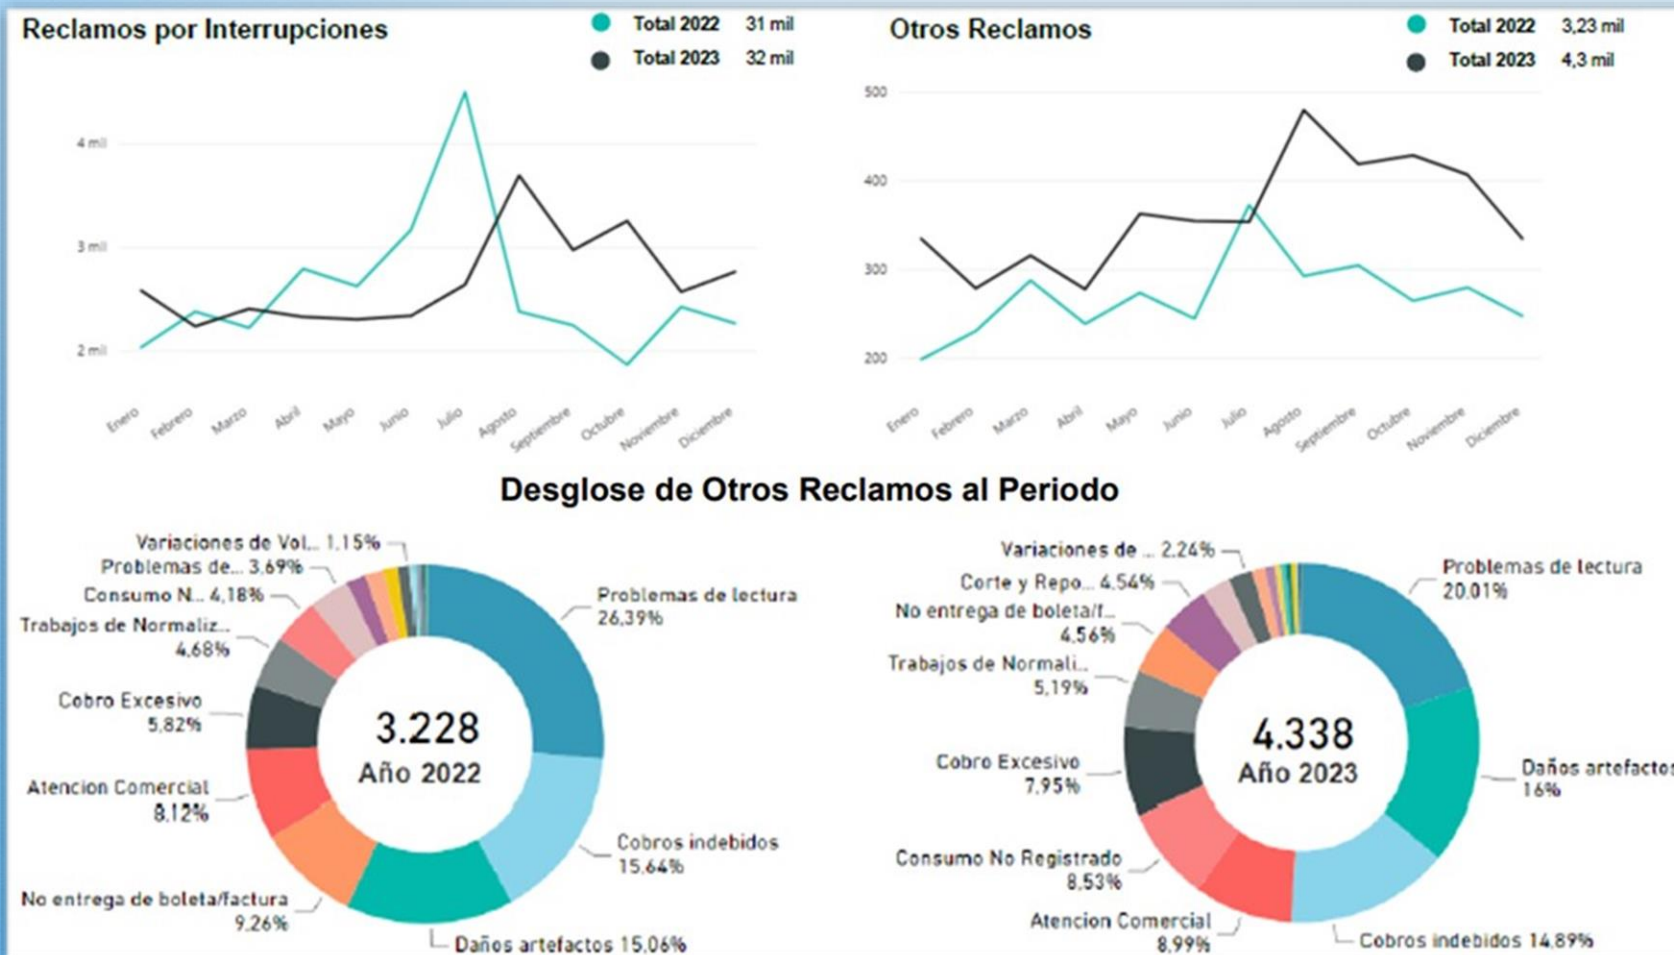 Reclamos por Interrupciones
Total 2022 31 mil
Total 2023 32 mil
4 mil
3 mil
2 mil
Enero
Febrero
Marzo
Abril
Mayo
Junio
Julio
Agosto
Septiembre
Octubre
Noviembre
Diciembre
Otros Reclamos
Total 2022 3,23 mil
Total 2023 4,3 mil
500
400
300
200
Enero
Febrero
Marzo
Abril
Mayo
Junio
Julio
Agosto
Septiembre
Octubre
Noviembre
Diciembre
Desglose de Otros Reclamos al Periodo
Variaciones de Vol... 1,15%
Problemas de... 3,69%
Consumo N... 4,18%
Trabajos de Normaliz...
4,68%
Cobro Excesivo
5,82%
Atencion Comercial
8,12%
No entrega de boleta/factura
9,26%
Daños artefactos 15,06%
Cobros indebidos
15,64%
Problemas de lectura
26,39%
3.228
Año 2022
Variaciones de ... 2,24%
Corte y Repo... 4,54%
No entrega de boleta/f...
4,56%
Trabajos de Normali...
5,19%
Cobro Excesivo
7,95%
Consumo No Registrado
8,53%
Atencion Comercial
8,99%
Cobros indebidos 14,89%
Daños artefactos
16%
Problemas de lectura
20,01%
4.338
Año 2023